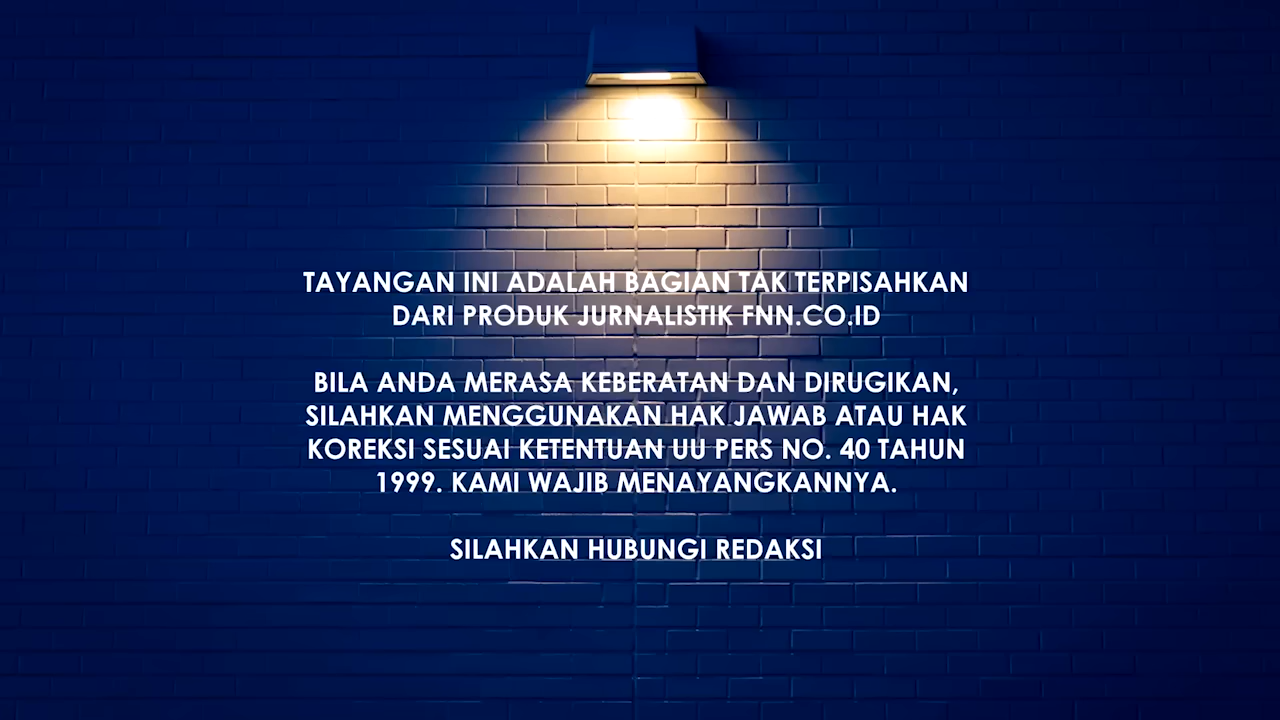 TAYANGAN INI ADALAH BAGIAN TAK TERPISAHKAN
DARI PRODUK JURNALISTIK FNN.CO.ID
BILA ANDA MERASA KEBERATAN DAN DIRUGIKAN,
SILAHKAN MENGGUNAKAN HAK JAWAB ATAU HAK
KOREKSI SESUAI KETENTUAN UU PERS NO. 40 TAHUN
1999. KAMI WAJIB MENAYANGKANNYA.
SILAHKAN HUBUNGI REDAKSI